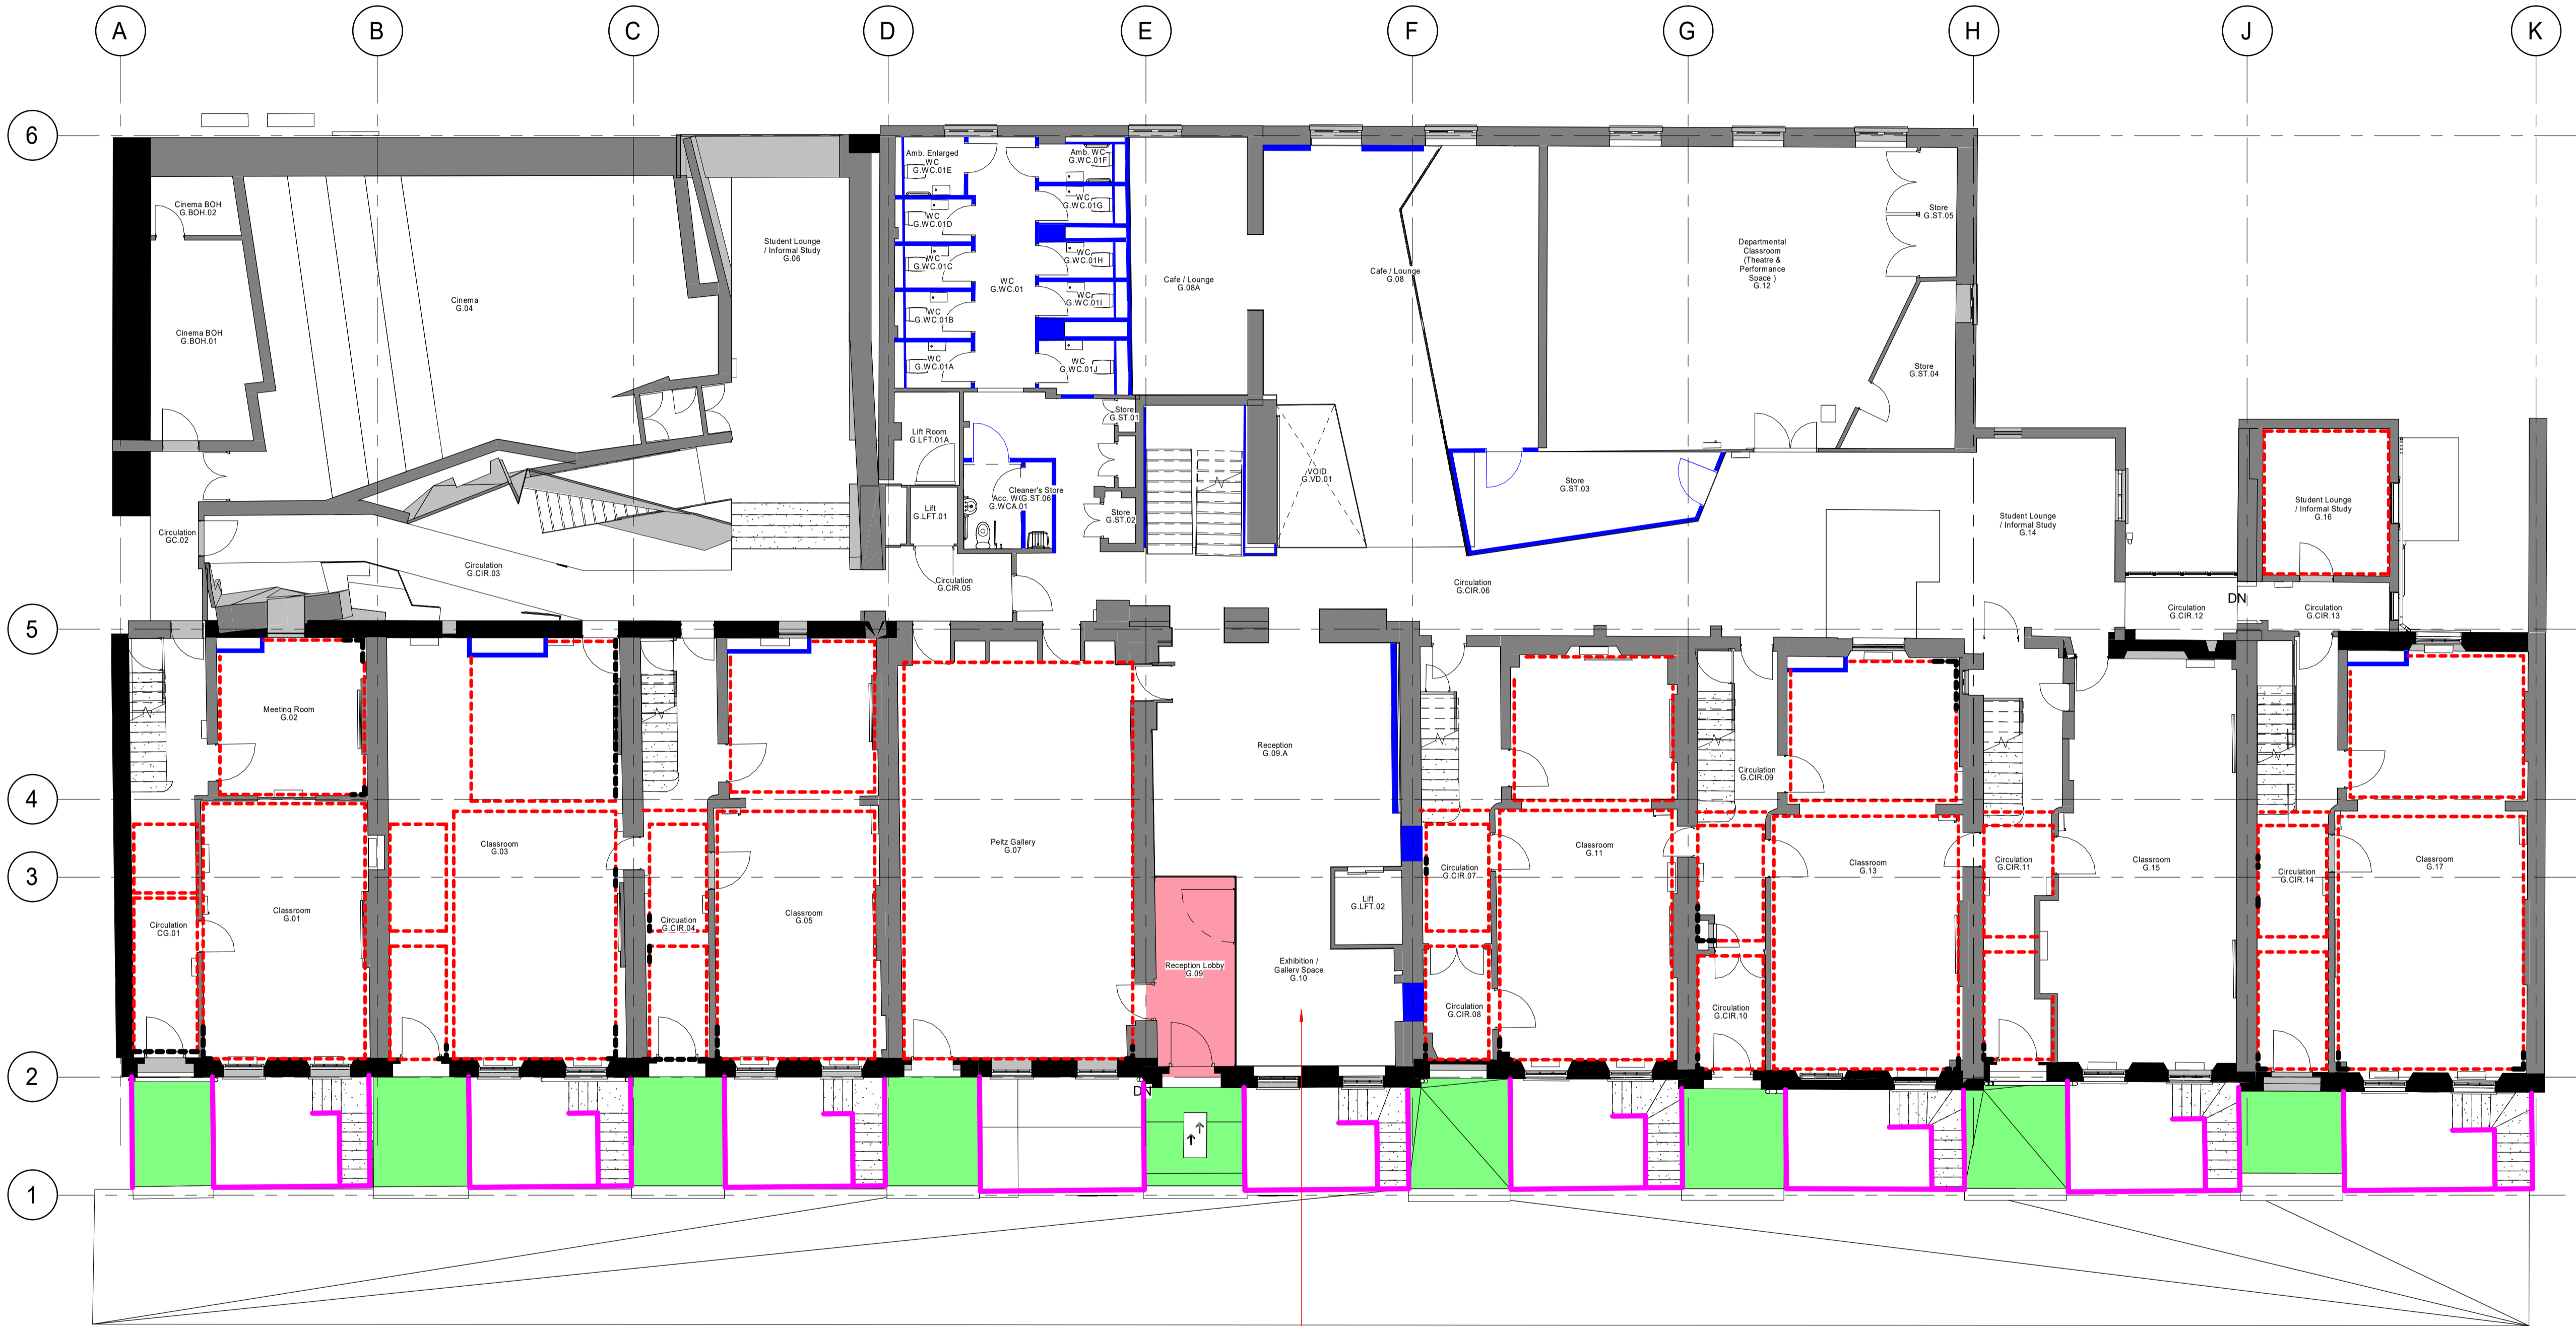 A
B
C
D
E
F
G
H
J
K
6
5
4
3
2
1
Cinema BOH
G.BOH.02
Cinema BOH
G.BOH.01
Cinema
G.04
Student Lounge
/ Informal Study
G.06
Amb. Enlarged
WC
G.WC.01E
WC
G.WC.01D
WC
G.WC.01C
WC
G.WC.01B
WC
G.WC.01A
WC
G.WC.01
Amb. WC
G.WC.01F
WC
G.WC.01G
WC
G.WC.01H
WC
G.WC.01I
WC
G.WC.01J
Cafe / Lounge
G.08A
Cafe / Lounge
G.08
Departmental
Classroom
(Theatre &
Performance
Space )
G.12
Store
G.ST.05
Store
G.ST.04
Store
G.ST.01
Lift Room
G.LFT.01A
Lift
G.LFT.01
Cleaner's Store
G.ST.06
Acc. WC
G.WCA.01
Store
G.ST.02
VOID
G.VD.01
Store
G.ST.03
Student Lounge
/ Informal Study
G.14
Student Lounge
/ Informal Study
G.16
Circulation
GC.02
Circulation
G.CIR.03
Circulation
G.CIR.05
Circulation
G.CIR.06
Circulation
G.CIR.12
DN
Circulation
G.CIR.13
Meeting Room
G.02
Classroom
G.03
Peltz Gallery
G.07
Reception
G.09.A
Circulation
G.CIR.09
Classroom
G.01
Circulation
CG.01
Circuation
G.CIR.04
Classroom
G.05
Reception Lobby
G.09
Exhibition /
Gallery Space
G.10
Lift
G.LFT.02
Circulation
G.CIR.07
Circulation
G.CIR.08
Classroom
G.11
Circulation
G.CIR.10
Classroom
G.13
Circulation
G.CIR.11
Classroom
G.15
Circulation
G.CIR.14
Classroom
G.17
DN